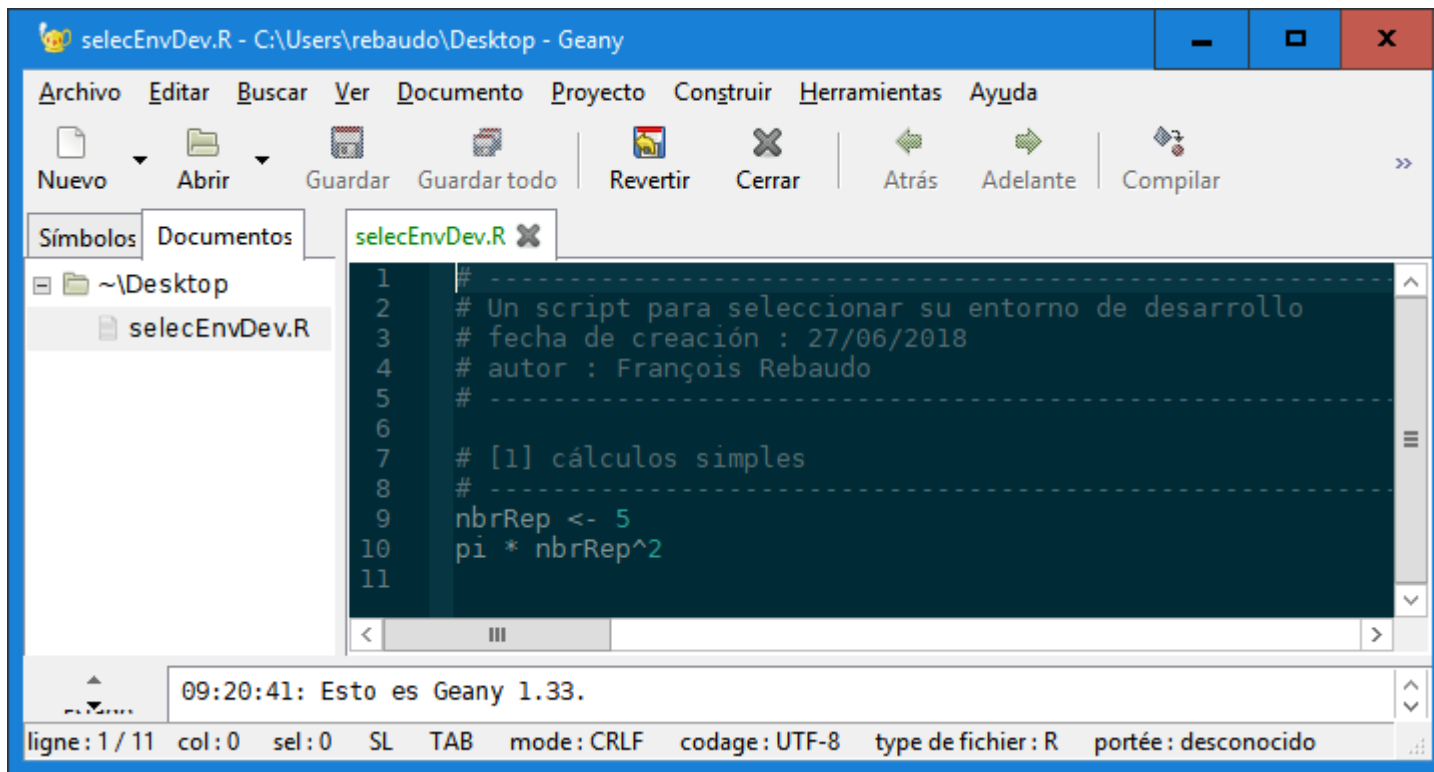 selecEnvDev.R - C:\Users\rebaudo\Desktop - Geany
Archivo Editar Buscar Ver Documento Proyecto Construir Herramientas Ayuda
Nuevo Abrir Guardar Guardar todo Revertir Cerrar Atrás Adelante Compilar »
Símbolos Documentos selecEnvDev.R
~\Desktop
selecEnvDev.R
1 # ----------------------------------------------------------
2 # Un script para seleccionar su entorno de desarrollo
3 # fecha de creación : 27/06/2018
4 # autor : François Rebaudo
5 # ----------------------------------------------------------
6
7 # [1] cálculos simples
8 # ----------------------------------------------------------
9 nbrRep <- 5
10 pi * nbrRep^2
11
09:20:41: Esto es Geany 1.33.
ligne : 1 / 11 col : 0 sel : 0 SL TAB mode : CRLF codage : UTF-8 type de fichier : R portée : desconocido